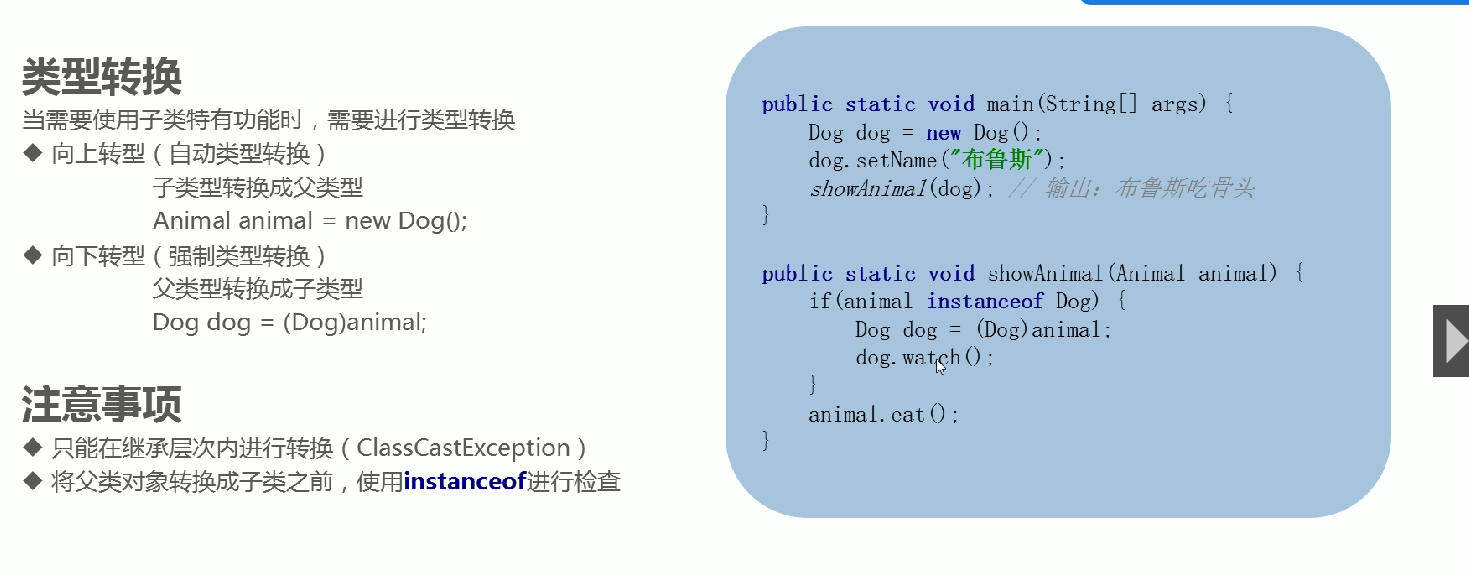 类型转换
当需要使用子类特有功能时，需要进行类型转换
◆ 向上转型（自动类型转换）
子类型转换成父类型
Animal animal = new Dog();
◆ 向下转型（强制类型转换）
父类型转换成子类型
Dog dog = (Dog)animal;
注意事项
◆ 只能在继承层次内进行转换（ClassCastException）
◆ 将父类对象转换成子类之前，使用instanceof进行检查
public static void main(String[] args) {
Dog dog = new Dog();
dog.setName("布鲁斯");
showAnimal(dog); // 输出：布鲁斯吃骨头
}
public static void showAnimal(Animal animal) {
if(animal instanceof Dog) {
Dog dog = (Dog)animal;
dog.watch();
}
animal.eat();
}